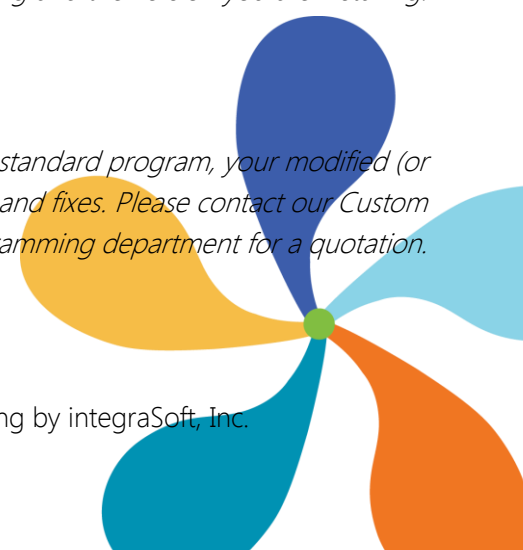 standard program, your modified (or
and fixes. Please contact our Custom
amming department for a quotation.
ng by integraSoft, Inc.